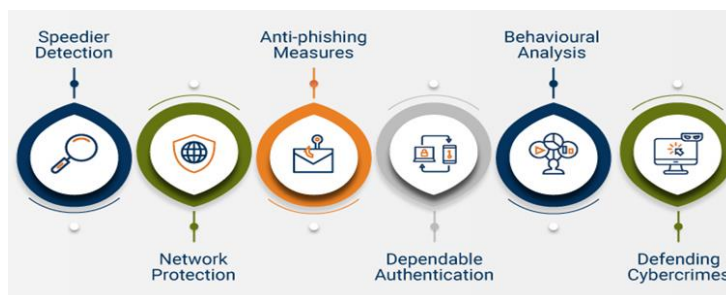 Speedier
Detection
Anti-phishing
Measures
Behavioural
Analysis
Network
Protection
Dependable
Authentication
Defending
Cybercrimes